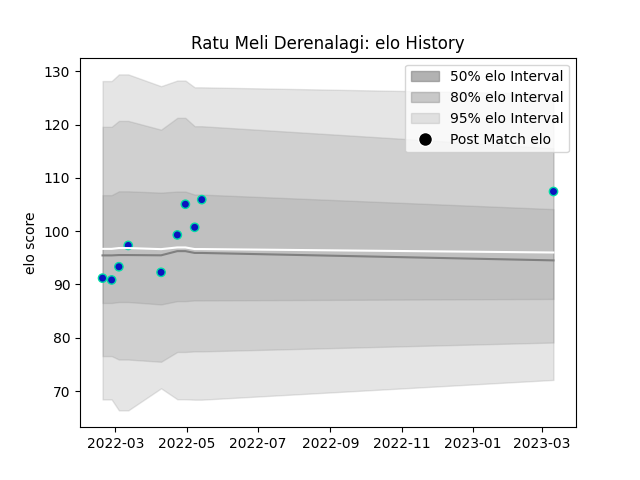 Ratu Meli Derenalagi: elo History
130
120
110
100
90
80
70
elo score
50% elo Interval
80% elo Interval
95% elo Interval
Post Match elo
2022-03
2022-05
2022-07
2022-09
2022-11
2023-01
2023-03